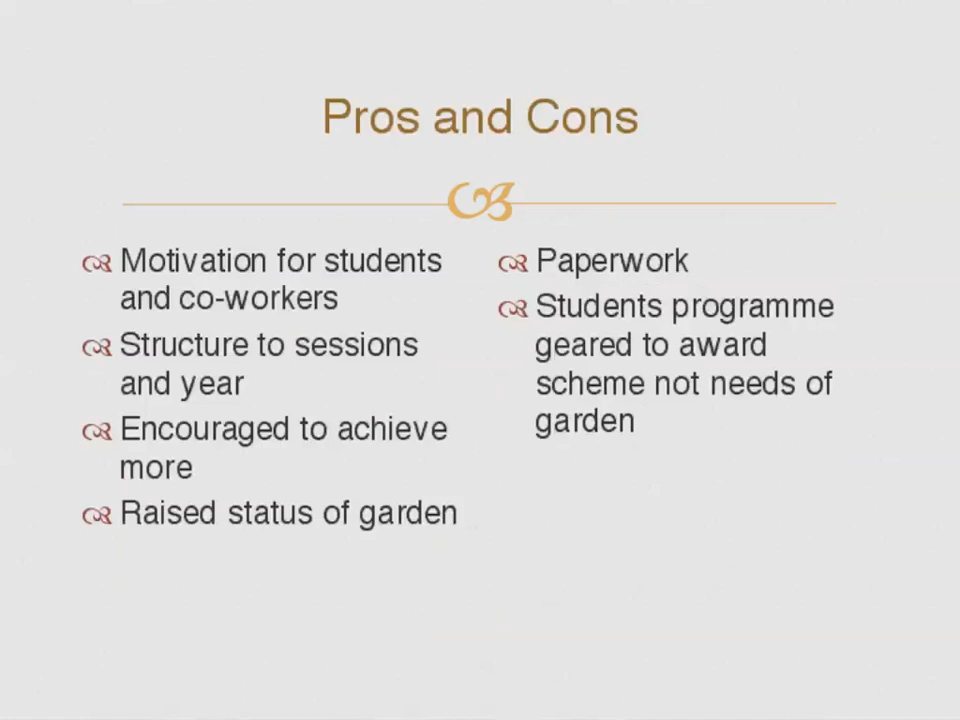 Pros and Cons
Motivation for students
and co-workers
Structure to sessions
and year
Encouraged to achieve
more
Raised status of garden
Paperwork
Students programme
geared to award
scheme not needs of
garden